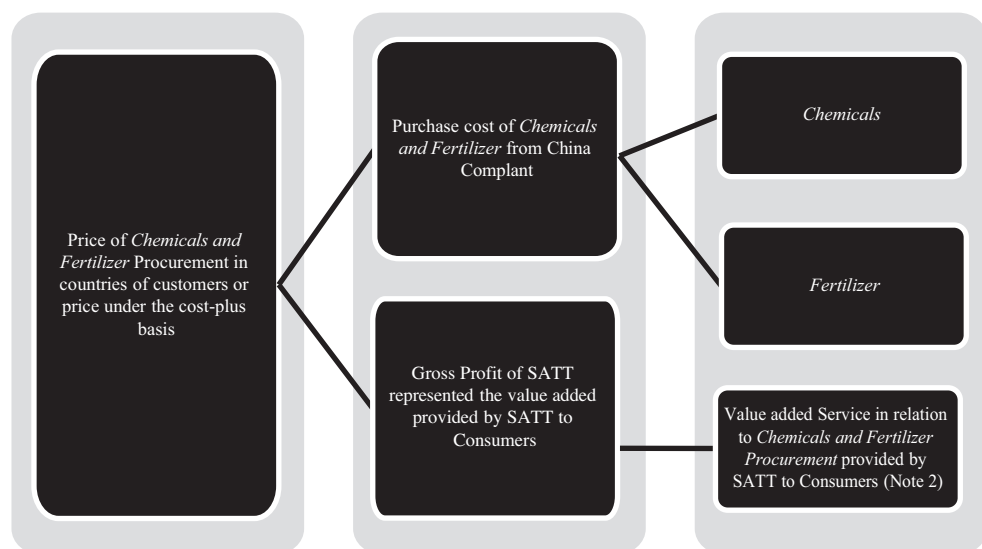 Price of Chemicals and
Fertilizer Procurement in
countries of customers or
price under the cost-plus
basis
Purchase cost of Chemicals
and Fertilizer from China
Complant
Gross Profit of SATT
represented the value added
provided by SATT to
Consumers
Chemicals
Fertilizer
Value added Service in relation
to Chemicals and Fertilizer
Procurement provided by
SATT to Consumers (Note 2)